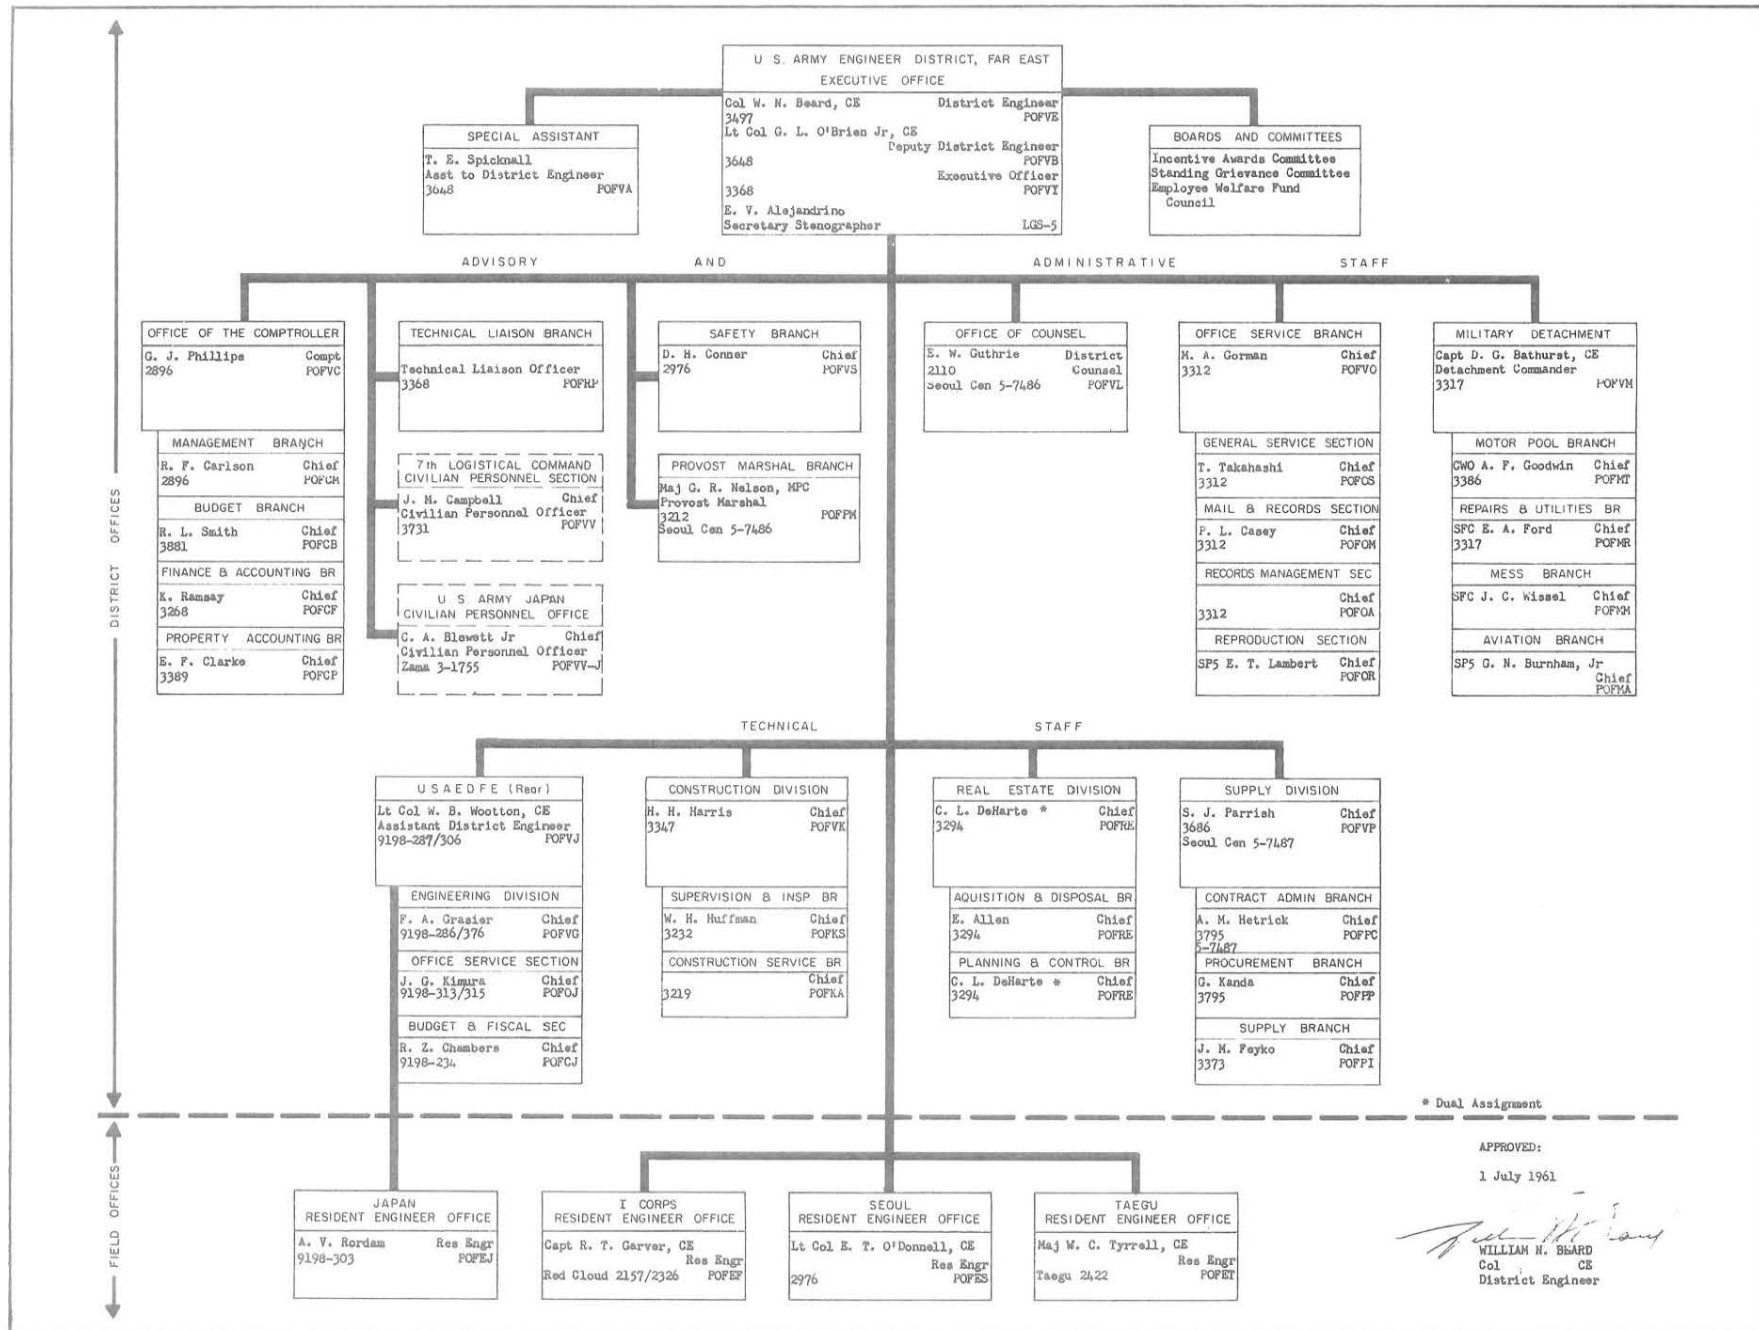 U S. ARMY ENGINEER DISTRICT, FAR EAST
EXECUTIVE OFFICE
Col W. N. Beard, CE District Engineer
3497 POFVE
Lt Col G. L. O'Brien Jr, CE
Deputy District Engineer
3648 POFVB
Executive Officer
3368 POFVI
E. V. Alejandrino
Secretary Stenographer LGS-5
SPECIAL ASSISTANT
T. E. Spicknall
Asst to District Engineer
3648 POFVA
BOARDS AND COMMITTEES
Incentive Awards Committee
Standing Grievance Committee
Employee Welfare Fund
Council
ADVISORY AND ADMINISTRATIVE STAFF
OFFICE OF THE COMPTROLLER
G. J. Phillips Compt
2896 POFVC
MANAGEMENT BRANCH
R. F. Carlson Chief
2896 POFCM
BUDGET BRANCH
R. L. Smith Chief
3881 POFCB
FINANCE & ACCOUNTING BR
K. Ramsay Chief
3268 POFCF
PROPERTY ACCOUNTING BR
E. F. Clarke Chief
3389 POFCP
TECHNICAL LIAISON BRANCH
Technical Liaison Officer
3368 POFHP
7th LOGISTICAL COMMAND
CIVILIAN PERSONNEL SECTION
J. M. Campbell Chief
Civilian Personnel Officer
3731 POFVV
U S ARMY JAPAN
CIVILIAN PERSONNEL OFFICE
C. A. Blewett Jr Chief
Civilian Personnel Officer
Zama 3-1755 POFVV-J
SAFETY BRANCH
D. H. Conner Chief
2976 POFVS
PROVOST MARSHAL BRANCH
Maj G. R. Nelson, MPC
Provost Marshal
3212 POFPM
Seoul Cen 5-7486
OFFICE OF COUNSEL
E. W. Guthrie District
2110 Counsel
Seoul Cen 5-7486 POFVL
OFFICE SERVICE BRANCH
M. A. Gorman Chief
3312 POFVO
GENERAL SERVICE SECTION
T. Takahashi Chief
3312 POFOS
MAIL & RECORDS SECTION
P. L. Casey Chief
3312 POFOM
RECORDS MANAGEMENT SEC
Chief
3312 POFOA
REPRODUCTION SECTION
SP5 E. T. Lambert Chief
POFOR
MILITARY DETACHMENT
Capt D. G. Bathurst, CE
Detachment Commander
3317 POFVM
MOTOR POOL BRANCH
CWO A. F. Goodwin Chief
3386 POFMT
REPAIRS & UTILITIES BR
SFC E. A. Ford Chief
3317 POFMR
MESS BRANCH
SFC J. C. Wissel Chief
POFMM
AVIATION BRANCH
SP5 G. N. Burnham, Jr
Chief
POFMA
TECHNICAL STAFF
USAEDFE (Rear)
Lt Col W. B. Wootton, CE
Assistant District Engineer
9198-287/306 POFVJ
ENGINEERING DIVISION
F. A. Grasier Chief
9198-286/376 POFVG
OFFICE SERVICE SECTION
J. G. Kimura Chief
9198-313/315 POFOJ
BUDGET & FISCAL SEC
R. Z. Chambers Chief
9198-234 POFCJ
CONSTRUCTION DIVISION
H. H. Harris Chief
3347 POFVK
SUPERVISION & INSP BR
W. H. Huffman Chief
3232 POFKS
CONSTRUCTION SERVICE BR
Chief
3219 POFKA
REAL ESTATE DIVISION
C. L. DeHarte * Chief
3294 POFRE
AQUISITION & DISPOSAL BR
E. Allen Chief
3294 POFRE
PLANNING & CONTROL BR
C. L. DeHarte * Chief
3294 POFRE
SUPPLY DIVISION
S. J. Parrish Chief
3686 POFVP
Seoul Cen 5-7487
CONTRACT ADMIN BRANCH
A. M. Hetrick Chief
3795 POFPC
5-7487
PROCUREMENT BRANCH
G. Kanda Chief
3795 POFPP
SUPPLY BRANCH
J. M. Feyko Chief
3373 POFPI
DISTRICT OFFICES
* Dual Assignment
FIELD OFFICES
JAPAN
RESIDENT ENGINEER OFFICE
A. V. Rordam Res Engr
9198-303 POFEJ
I CORPS
RESIDENT ENGINEER OFFICE
Capt R. T. Garver, CE
Res Engr
Red Cloud 2157/2326 POFEF
SEOUL
RESIDENT ENGINEER OFFICE
Lt Col E. T. O'Donnell, CE
Res Engr
2976 POFES
TAEGU
RESIDENT ENGINEER OFFICE
Maj W. C. Tyrrell, CE
Res Engr
Taegu 2422 POFET
APPROVED:
1 July 1961
WILLIAM N. BEARD
Col CE
District Engineer